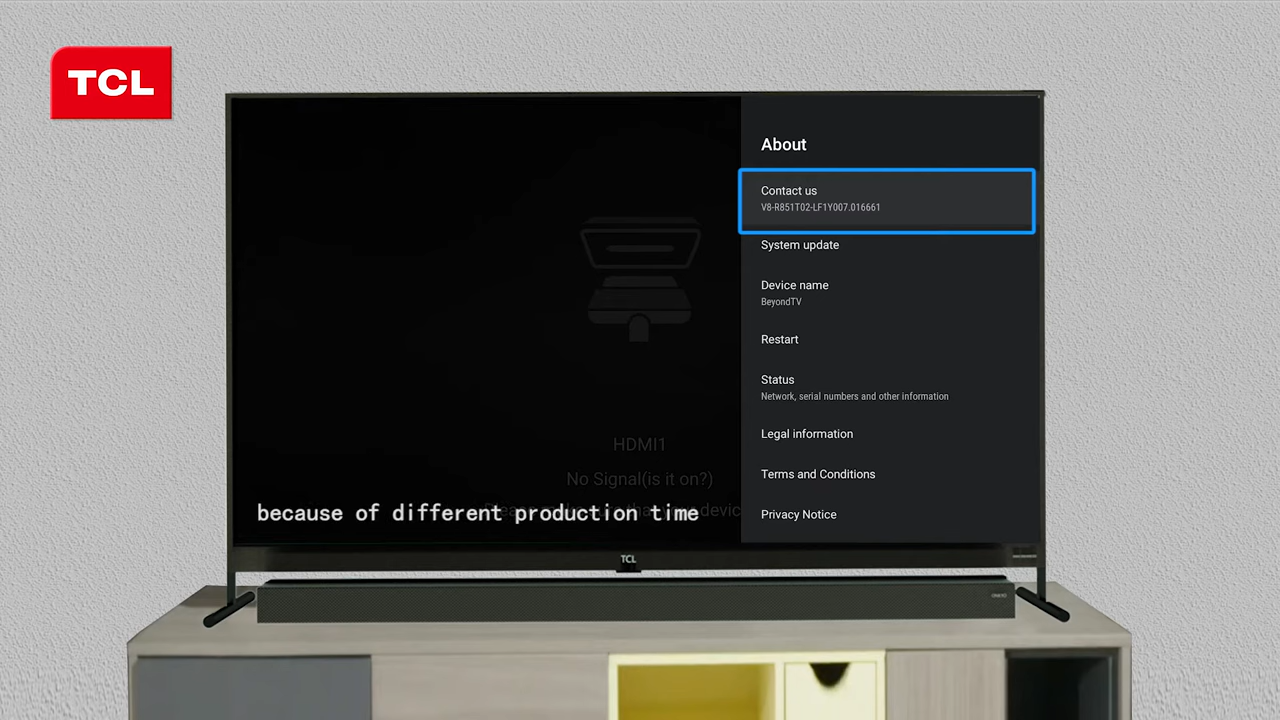 TCL
About
Contact us
V8-R851T02-LF1Y007.016661
System update
Device name
BeyondTV
Restart
Status
Network, serial numbers and other information
Legal information
Terms and Conditions
Privacy Notice
HDMI1
No Signal(is it on?)
because of different production time
TCL
ONKYO